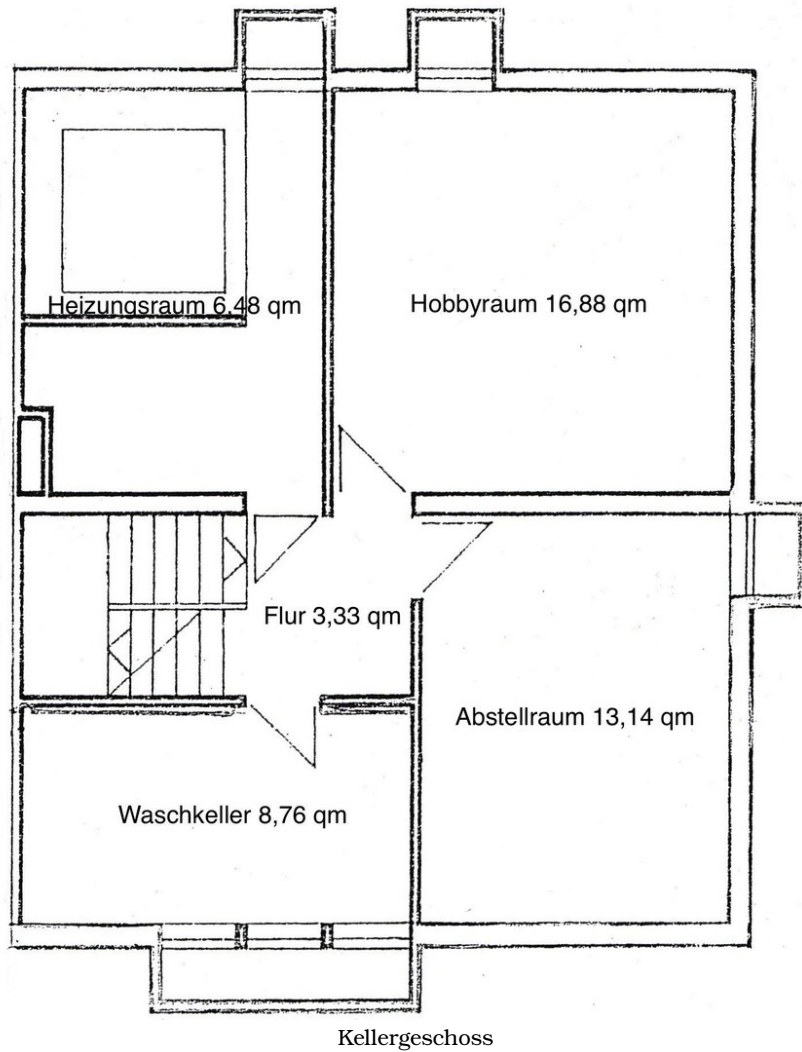 Heizungsraum 6,48 qm
Hobbyraum 16,88 qm
Flur 3,33 qm
Abstellraum 13,14 qm
Waschkeller 8,76 qm
Kellergeschoss